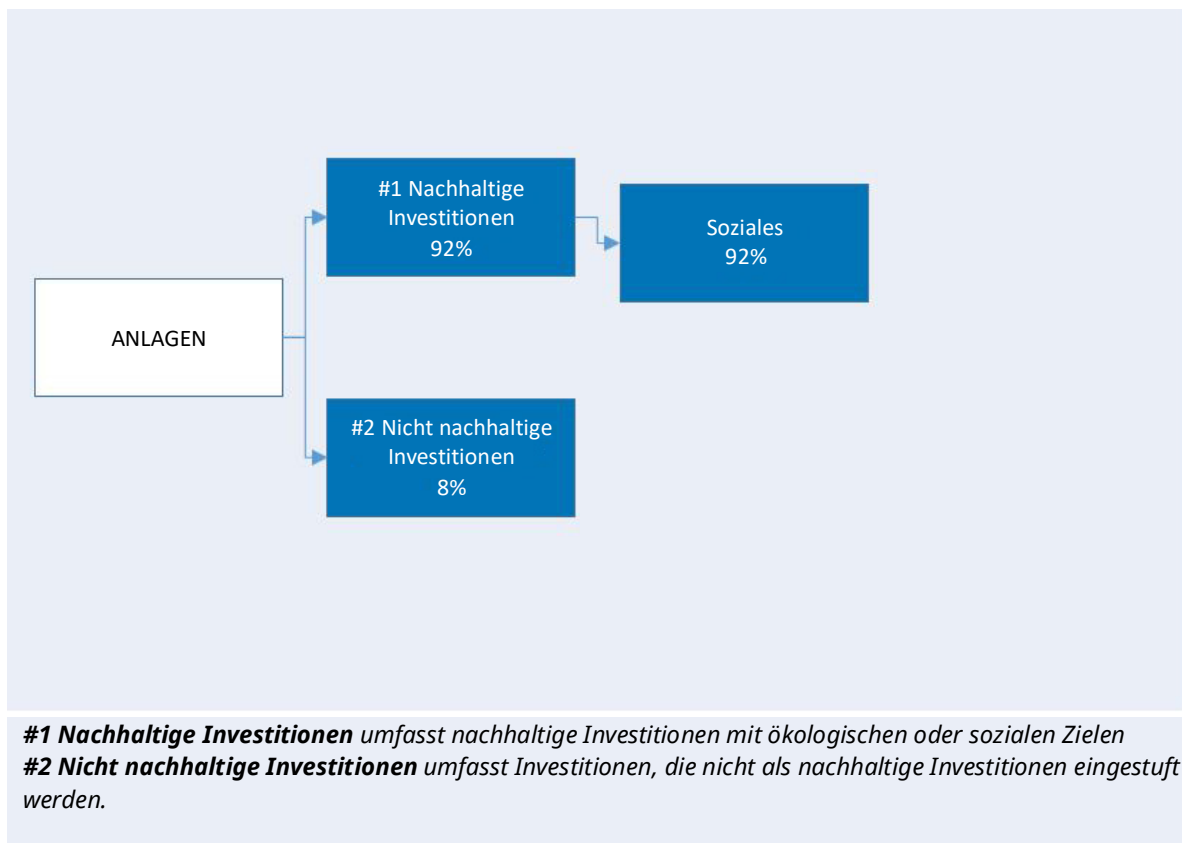 #1 Nachhaltige
Investitionen
92%
Soziales
92%
ANLAGEN
#2 Nicht nachhaltige
Investitionen
8%
#1 Nachhaltige Investitionen umfasst nachhaltige Investitionen mit ökologischen oder sozialen Zielen
#2 Nicht nachhaltige Investitionen umfasst Investitionen, die nicht als nachhaltige Investitionen eingestuft
werden.